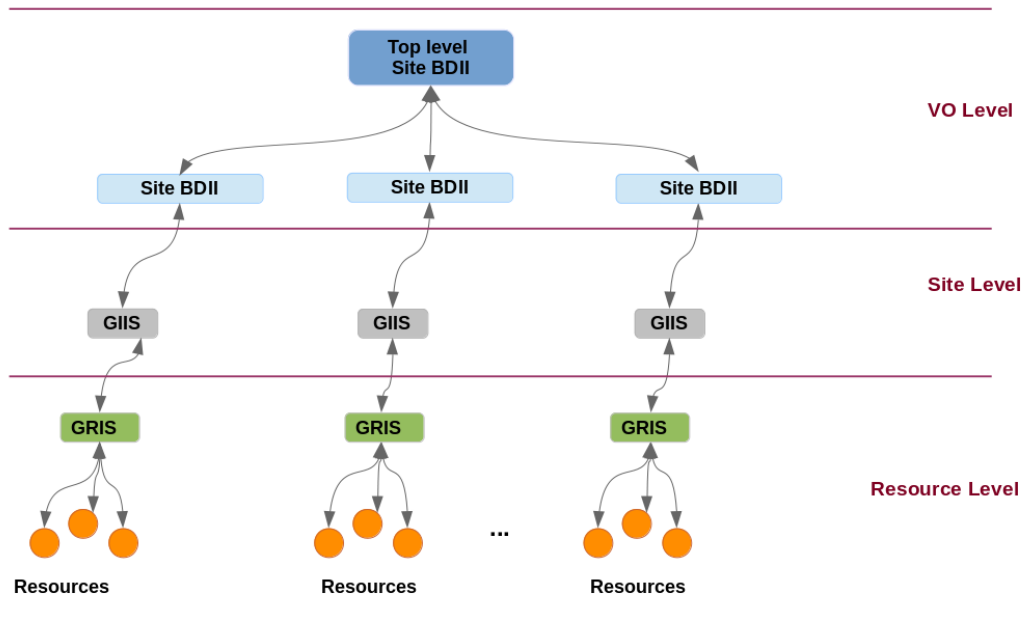 Top level
Site BDII
VO Level
Site BDII
Site BDII
Site BDII
Site Level
GIIS
GIIS
GIIS
GRIS
GRIS
GRIS
Resource Level
...
Resources
Resources
Resources